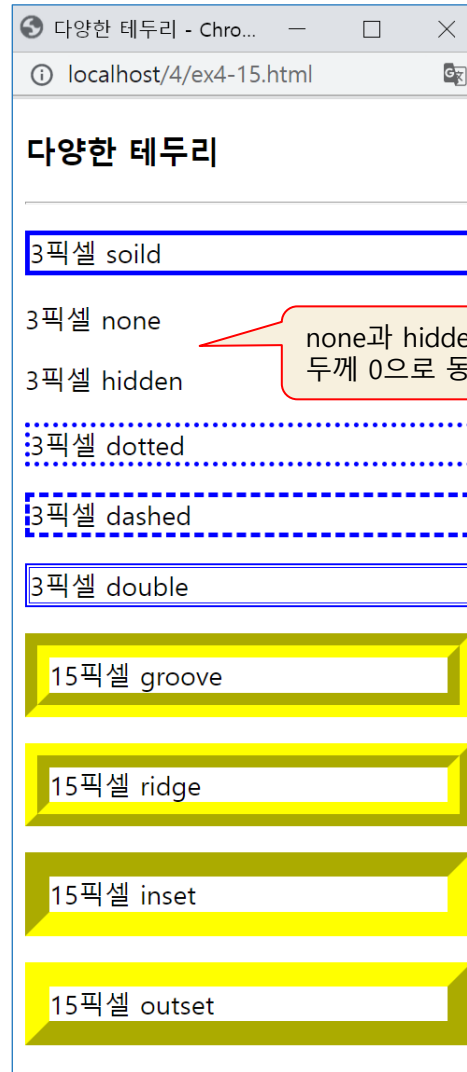 다양한 테두리 - Chro...
localhost/4/ex4-15.html
다양한 테두리
3픽셀 soild
3픽셀 none
none과
두께 0으로
3픽셀 hidden
3픽셀 dotted
3픽셀 dashed
3픽셀 double
15픽셀 groove
15픽셀 ridge
15픽셀 inset
15픽셀 outset